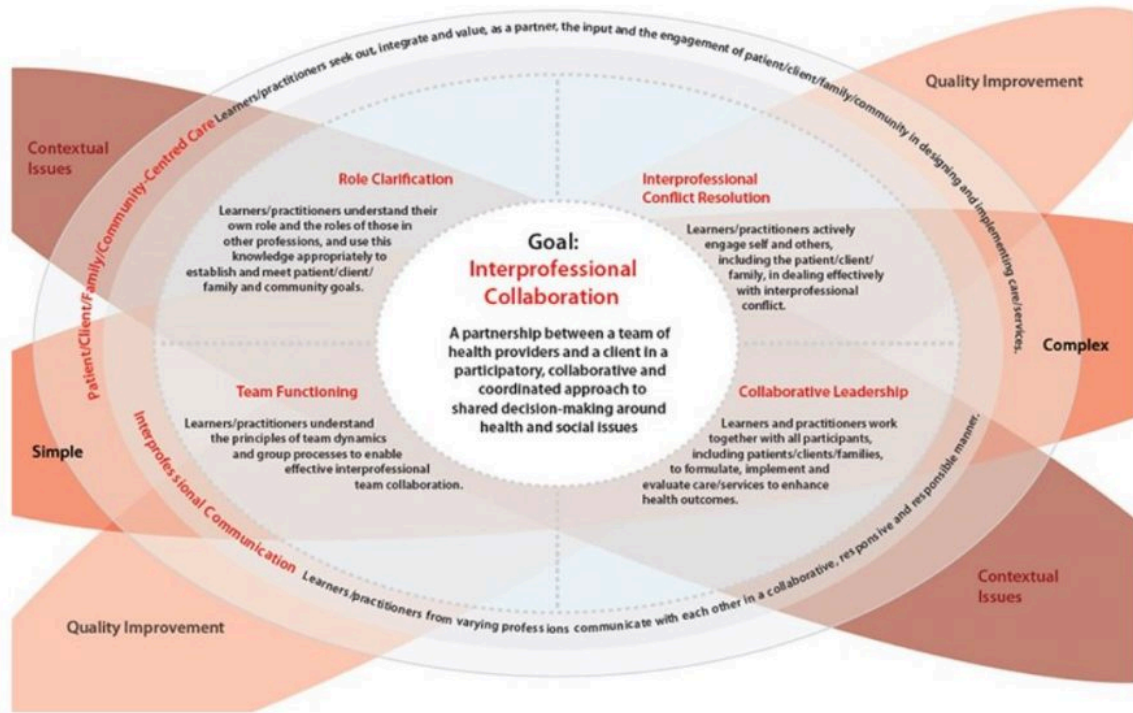 Patient/Client/Family/Community-Centred Care Learners/practitioners seek out, integrate and value, as a partner, the input and the engagement of patient/client/family/community in designing and implementing care/services.
Quality Improvement
Contextual
Issues
Role Clarification
Learners/practitioners understand their
own role and the roles of those in
other professions, and use this
knowledge appropriately to
establish and meet patient/client/
family and community goals.
Interprofessional
Conflict Resolution
Learners/practitioners actively
engage self and others,
including the patient/client/
family, in dealing effectively
with interprofessional
conflict.
Goal:
Interprofessional
Collaboration
A partnership between a team of
health providers and a client in a
participatory, collaborative and
coordinated approach to
shared decision-making around
health and social issues
Simple
Complex
Team Functioning
Learners/practitioners understand
the principles of team dynamics
and group processes to enable
effective interprofessional
team collaboration.
Collaborative Leadership
Learners and practitioners work
together with all participants,
including patients/clients/families,
to formulate, implement and
evaluate care/services to enhance
health outcomes.
Interprofessional Communication Learners/practitioners from varying professions communicate with each other in a collaborative, responsive and responsible manner.
Quality Improvement
Contextual
Issues